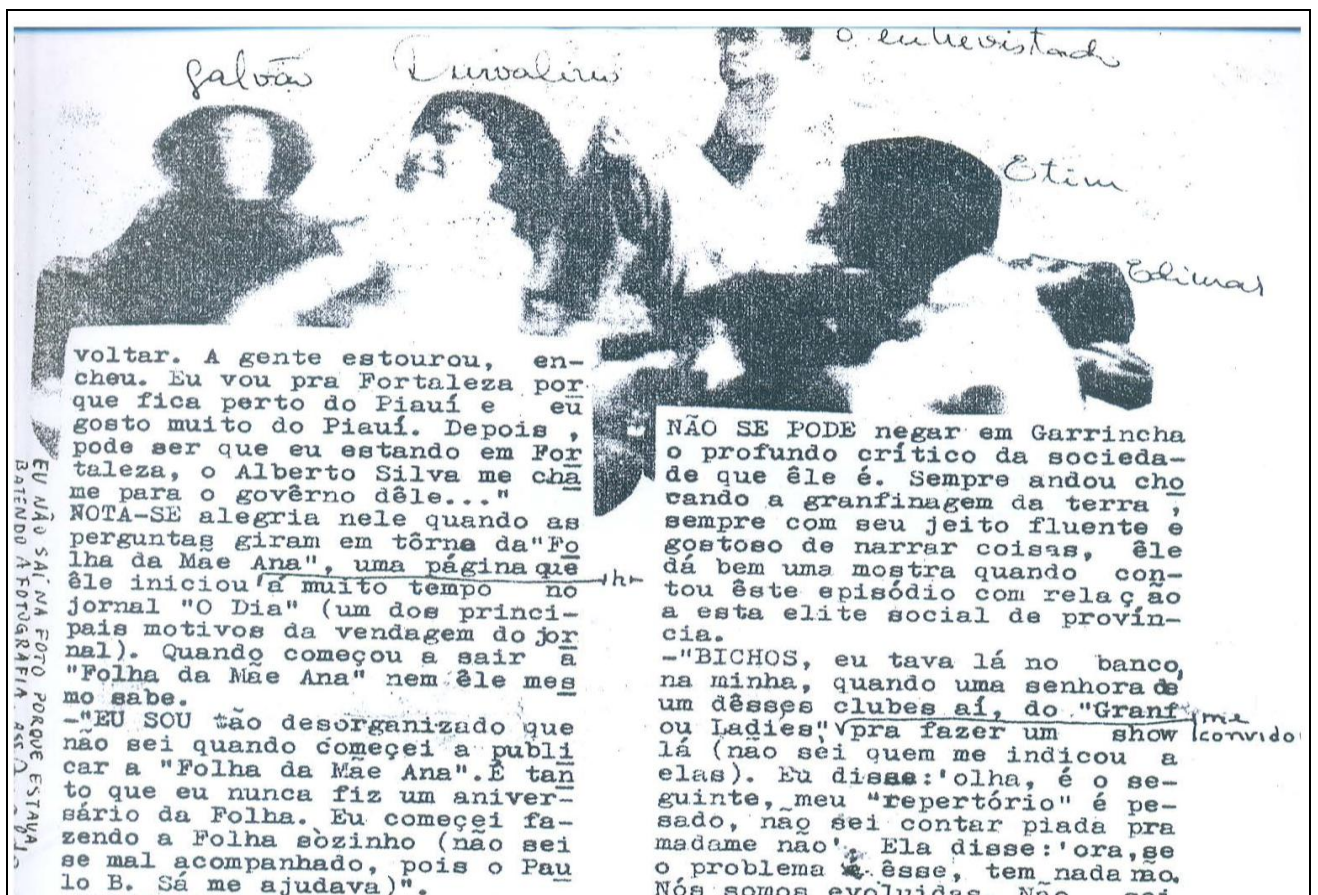 Galvão
Durvalino
o entrevistado
Etim
Edimar
voltar. A gente estourou, en-
cheu. Eu vou pra Fortaleza por
que fica perto do Piauí e eu
gosto muito do Piauí. Depois ,
pode ser que eu estando em For
taleza, o Alberto Silva me cha
me para o govêrno dêle..."
NOTA-SE alegria nele quando as
perguntas giram em tôrno da"Fo
lha da Mãe Ana", uma página que
êle iniciou á muito tempo no
h
jornal "O Dia" (um dos princi-
pais motivos da vendagem do jor
nal). Quando começou a sair a
"Folha da Mãe Ana" nem êle mes
mo sabe.
-"EU SOU tão desorganizado que
não sei quando começei a publi
car a "Folha da Mãe Ana".É tan
to que eu nunca fiz um aniver-
sário da Folha. Eu começei fa-
zendo a Folha sòzinho (não sei
se mal acompanhado, pois o Pau
lo B. Sá me ajudava)".
EU NÃO SAÍ NA FOTO PORQUE ESTAVA
BATENDO A FOTOGRAFIA ASS
NÃO SE PODE negar em Garrincha
o profundo crítico da socieda-
de que êle é. Sempre andou cho
cando a granfinagem da terra ,
sempre com seu jeito fluente e
gostoso de narrar coisas, êle
dá bem uma mostra quando con-
tou êste episódio com relação
a esta elite social de provín-
cia.
-"BICHOS, eu tava lá no banco,
na minha, quando uma senhora de
um dêsses clubes aí, do "Granf
ou Ladies", pra fazer um show
me
convido
lá (não sei quem me indicou a
elas). Eu disse:'olha, é o se-
guinte, meu "repertório" é pe-
sado, não sei contar piada pra
madame não'. Ela disse:'ora,se
o problema é êsse, tem nada não.
Nós somos evoluidas. Não sei